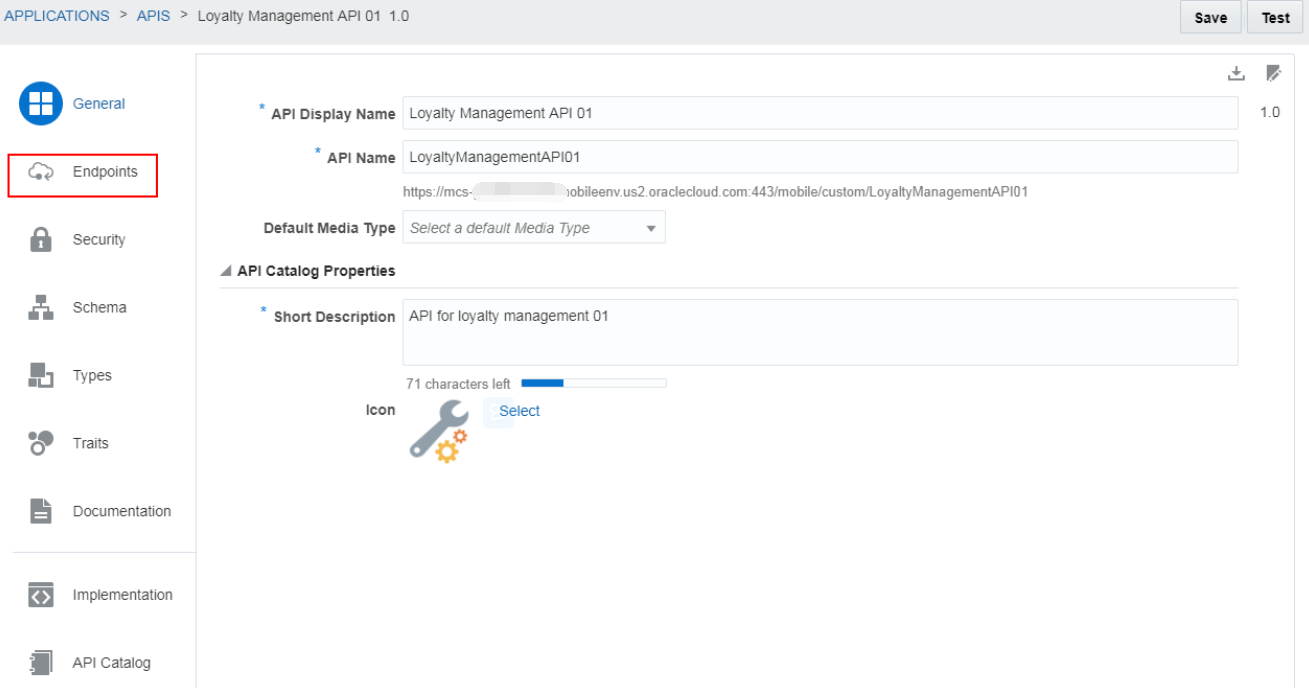 APPLICATIONS > APIS > Loyalty Management API 01 1.0
Save Test
General
Endpoints
Security
Schema
Types
Traits
Documentation
Implementation
API Catalog
* API Display Name Loyalty Management API 01 1.0
* API Name LoyaltyManagementAPI01
https://mcs- obileenv.us2.oraclecloud.com:443/mobile/custom/LoyaltyManagementAPI01
Default Media Type Select a default Media Type
API Catalog Properties
* Short Description API for loyalty management 01
71 characters left
Icon Select